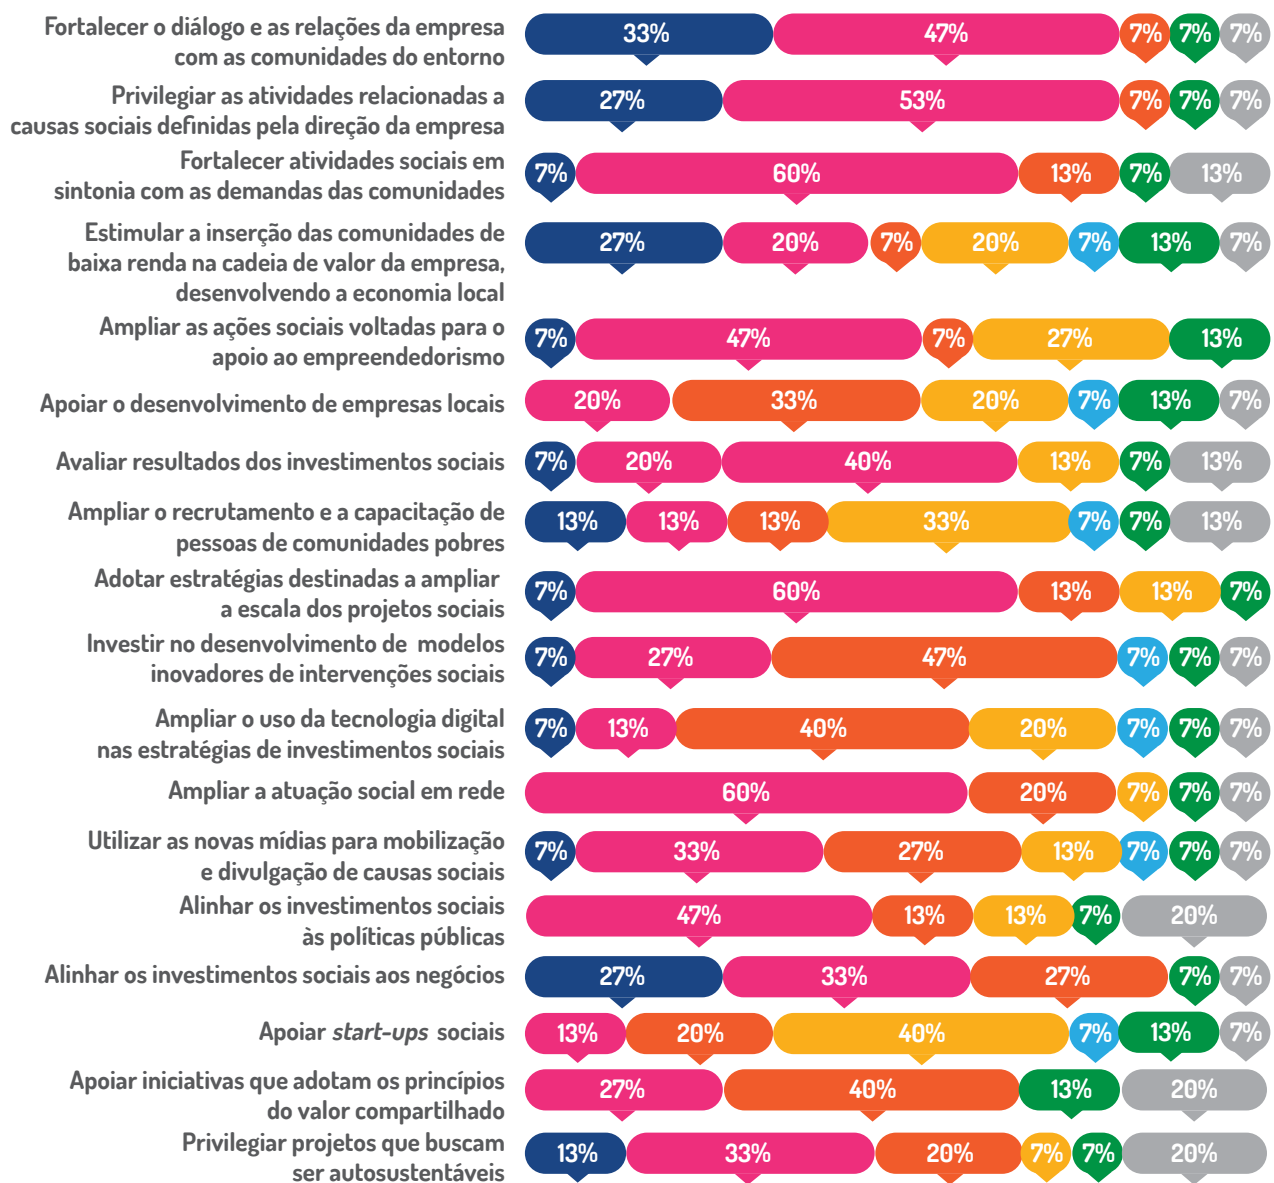 Fortalecer o diálogo e as relações da empresa
com as comunidades do entorno
33% 47% 7% 7% 7%
Privilegiar as atividades relacionadas a
causas sociais definidas pela direção da empresa
27% 53% 7% 7% 7%
Fortalecer atividades sociais em
sintonia com as demandas das comunidades
7% 60% 13% 7% 13%
Estimular a inserção das comunidades de
baixa renda na cadeia de valor da empresa,
desenvolvendo a economia local
27% 20% 7% 20% 7% 13% 7%
Ampliar as ações sociais voltadas para o
apoio ao empreendedorismo
7% 47% 7% 27% 13%
Apoiar o desenvolvimento de empresas locais
20% 33% 20% 7% 13% 7%
Avaliar resultados dos investimentos sociais
7% 20% 40% 13% 7% 13%
Ampliar o recrutamento e a capacitação de
pessoas de comunidades pobres
13% 13% 13% 33% 7% 7% 13%
Adotar estratégias destinadas a ampliar
a escala dos projetos sociais
7% 60% 13% 13% 7%
Investir no desenvolvimento de modelos
inovadores de intervenções sociais
7% 27% 47% 7% 7% 7%
Ampliar o uso da tecnologia digital
nas estratégias de investimentos sociais
7% 13% 40% 20% 7% 7% 7%
Ampliar a atuação social em rede
60% 20% 7% 7% 7%
Utilizar as novas mídias para mobilização
e divulgação de causas sociais
7% 33% 27% 13% 7% 7% 7%
Alinhar os investimentos sociais
às políticas públicas
47% 13% 13% 7% 20%
Alinhar os investimentos sociais aos negócios
27% 33% 27% 7% 7%
Apoiar start-ups sociais
13% 20% 40% 7% 13% 7%
Apoiar iniciativas que adotam os princípios
do valor compartilhado
27% 40% 13% 20%
Privilegiar projetos que buscam
ser autosustentáveis
13% 33% 20% 7% 7% 20%